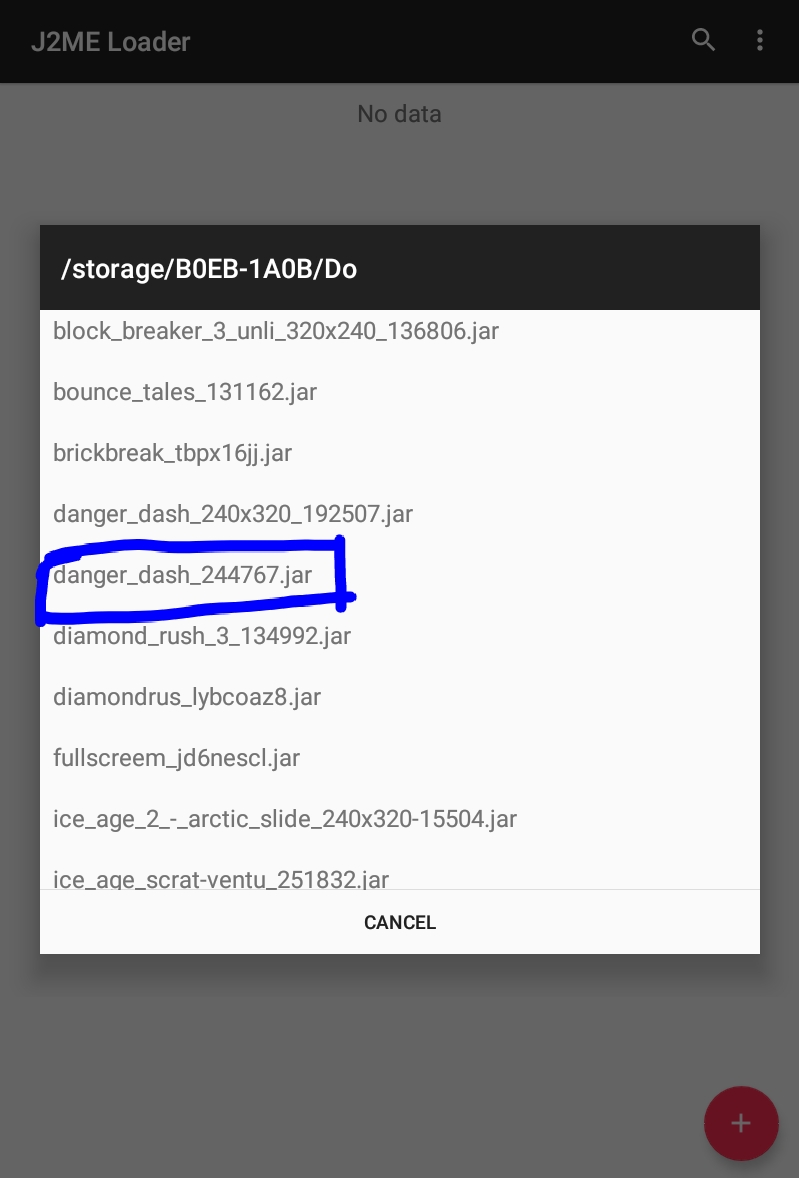 J2ME Loader
No data
/storage/B0EB-1A0B/Do
block_breaker_3_unli_320x240_136806.jar
bounce_tales_131162.jar
brickbreak_tbpx16jj.jar
danger_dash_240x320_192507.jar
danger_dash_244767.jar
diamond_rush_3_134992.jar
diamondrus_lybcoaz8.jar
fullscreem_jd6nescl.jar
ice_age_2_-_arctic_slide_240x320-15504.jar
ice_age_scrat-ventu_251832.jar
CANCEL